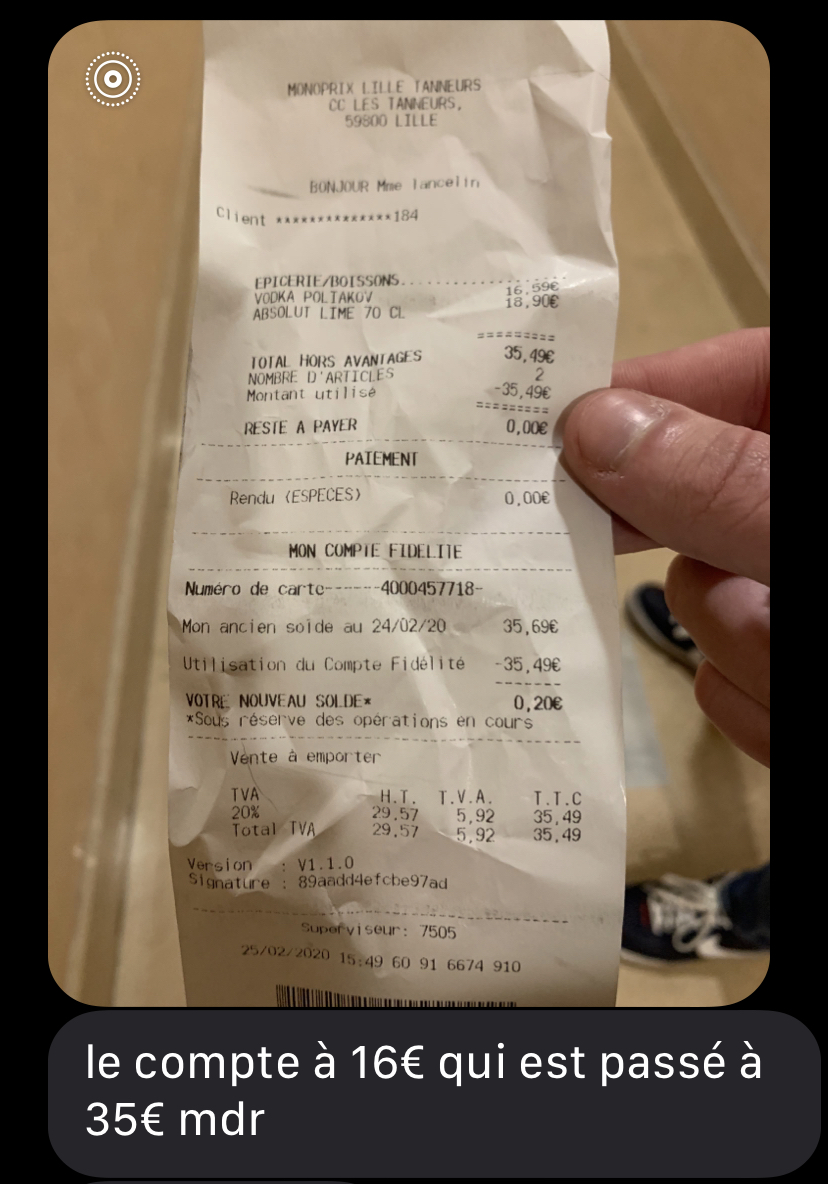 MONOPRIX LILLE TANNEURS
CC LES TANNEURS,
59800 LILLE
BONJOUR Mme lancelin
Client **************184
EPICERIE/BOISSONS...................
VODKA POLIAKOV 16.59€
ABSOLUT LIME 70 CL 18,90€
=========
TOTAL HORS AVANTAGES 35,49€
NOMBRE D'ARTICLES 2
Montant utilisé -35,49€
=========
RESTE A PAYER 0,00€
PAIEMENT
Rendu (ESPECES) 0,00€
MON COMPTE FIDELITE
Numéro de carte------4000457718-
Mon ancien solde au 24/02/20 35,69€
Utilisation du Compte Fidélité -35,49€
-------
VOTRE NOUVEAU SOLDE* 0,20€
*Sous réserve des opérations en cours
Vente à emporter
TVA H.T. T.V.A. T.T.C
20% 29,57 5,92 35,49
Total TVA 29,57 5,92 35,49
Version : V1.1.0
Signature : 89aadd4efcbe97ad
Superviseur: 7505
25/02/2020 15:49 60 91 6674 910
le compte à 16€ qui est passé à
35€ mdr